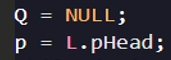 Q = NULL;
p = L.pHead;